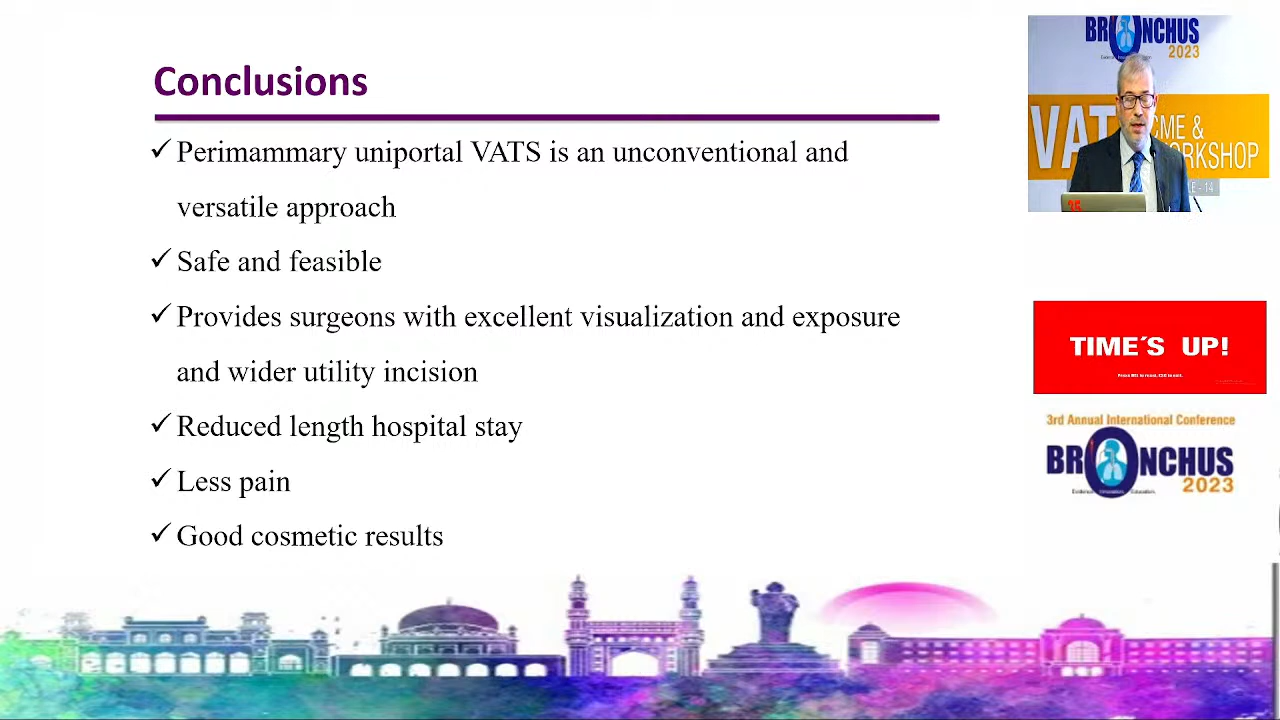 Conclusions
✓ Perimammary uniportal VATS is an unconventional and
versatile approach
✓ Safe and feasible
✓ Provides surgeons with excellent visualization and exposure
and wider utility incision
✓ Reduced length hospital stay
✓ Less pain
✓ Good cosmetic results
BRONCHUS
2023
VAT CME &
ORKSHOP
E - 14
TIME´S UP!
3rd Annual International Conference
BRONCHUS
2023